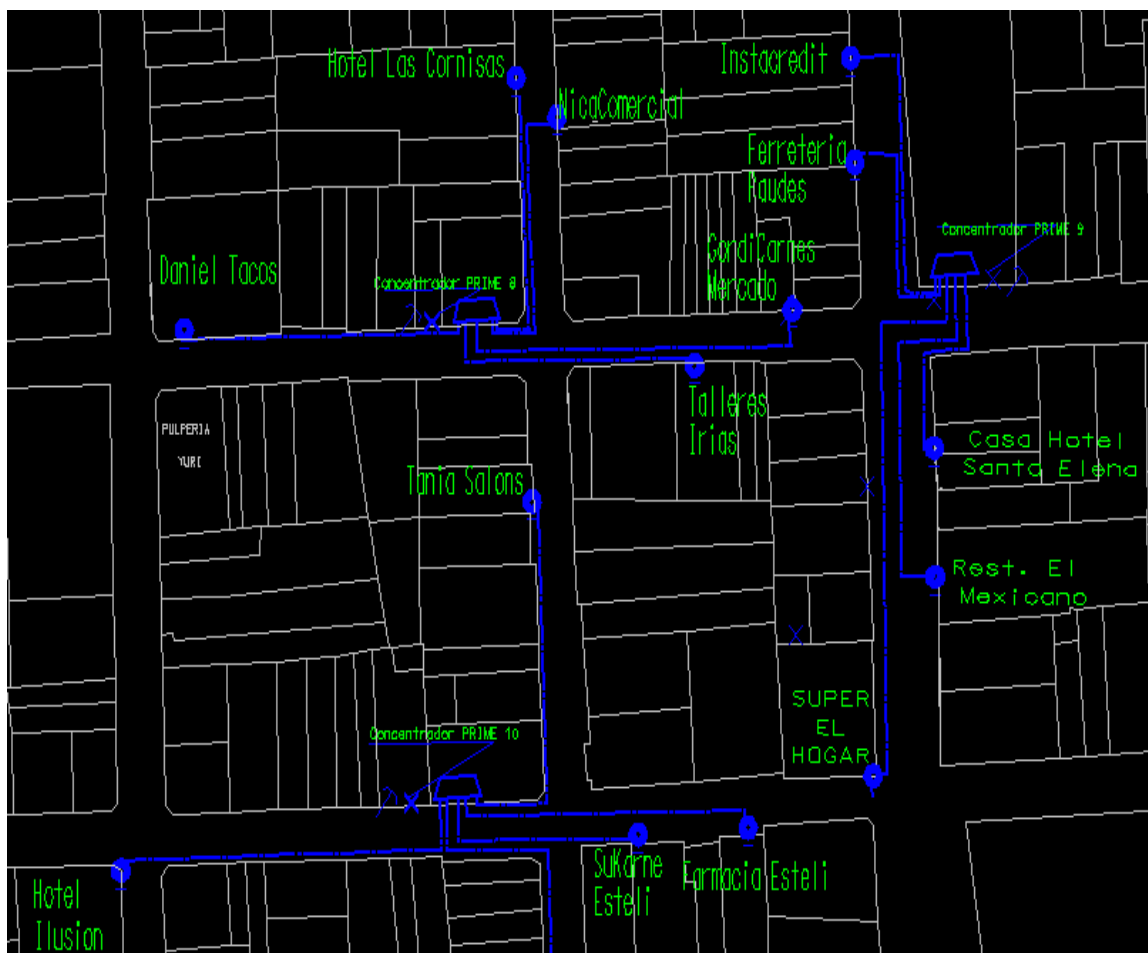 Hotel Las Cornisas
Instacredit
NicaComercial
Ferreteria
Raudes
Concentrador PRIME 9
GondiCarnes
Mercado
Daniel Tacos
Concentrador PRIME 8
Talleres
Irias
PULPERIA
YURI
Casa Hotel
Santa Elena
Tania Salons
Rest. El
Mexicano
SUPER
EL
HOGAR
Concentrador PRIME 10
SuKarne
Esteli
Farmacia Esteli
Hotel
Ilusion